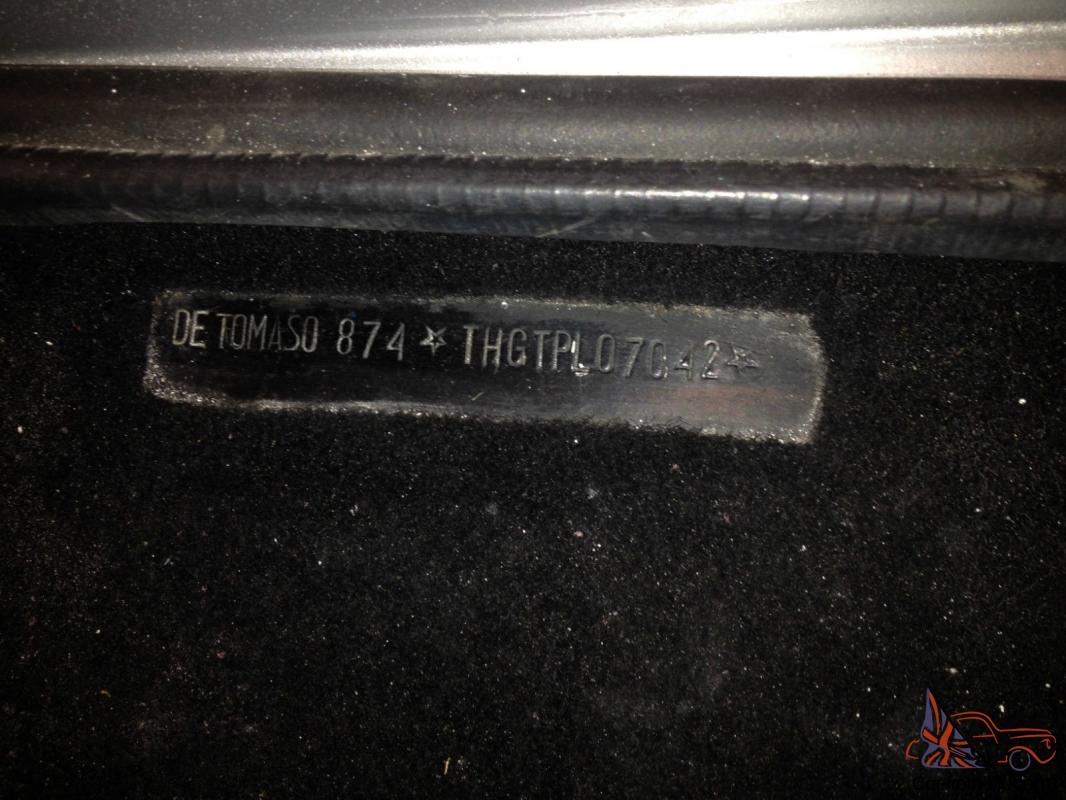 DE TOMASO 874 ☆ THGTPL07042 ☆